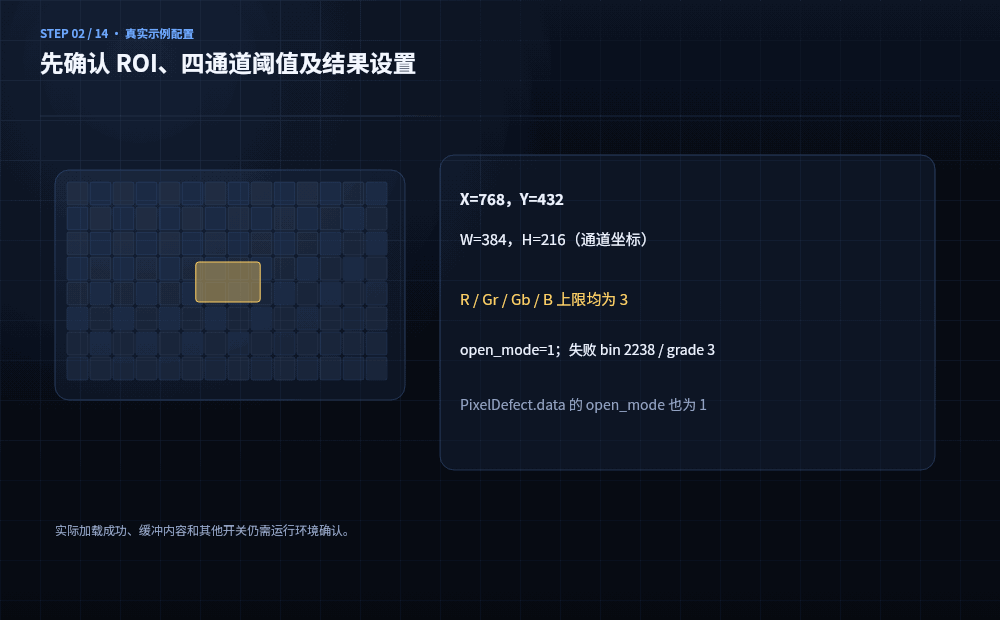 STEP 02 / 14 • 真实示例配置
先确认 ROI、四通道阈值及结果设置
X=768，Y=432
W=384，H=216（通道坐标）
R / Gr / Gb / B 上限均为 3
open_mode=1；失败 bin 2238 / grade 3
PixelDefect.data 的 open_mode 也为 1
实际加载成功、缓冲内容和其他开关仍需运行环境确认。